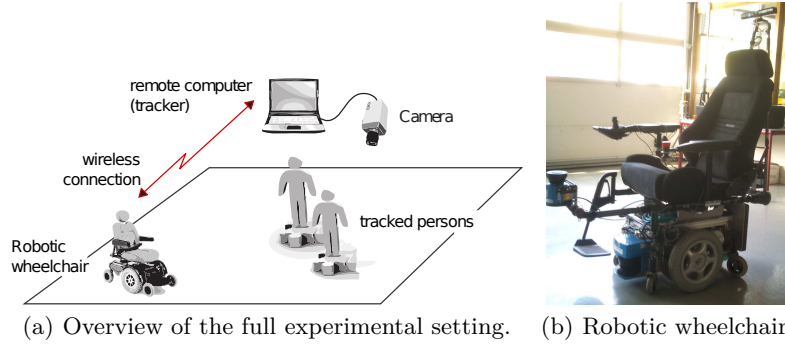 remote computer
(tracker)
Camera
wireless
connection
tracked persons
Robotic
wheelchair
(a) Overview of the full experimental setting.
(b) Robotic wheelchair